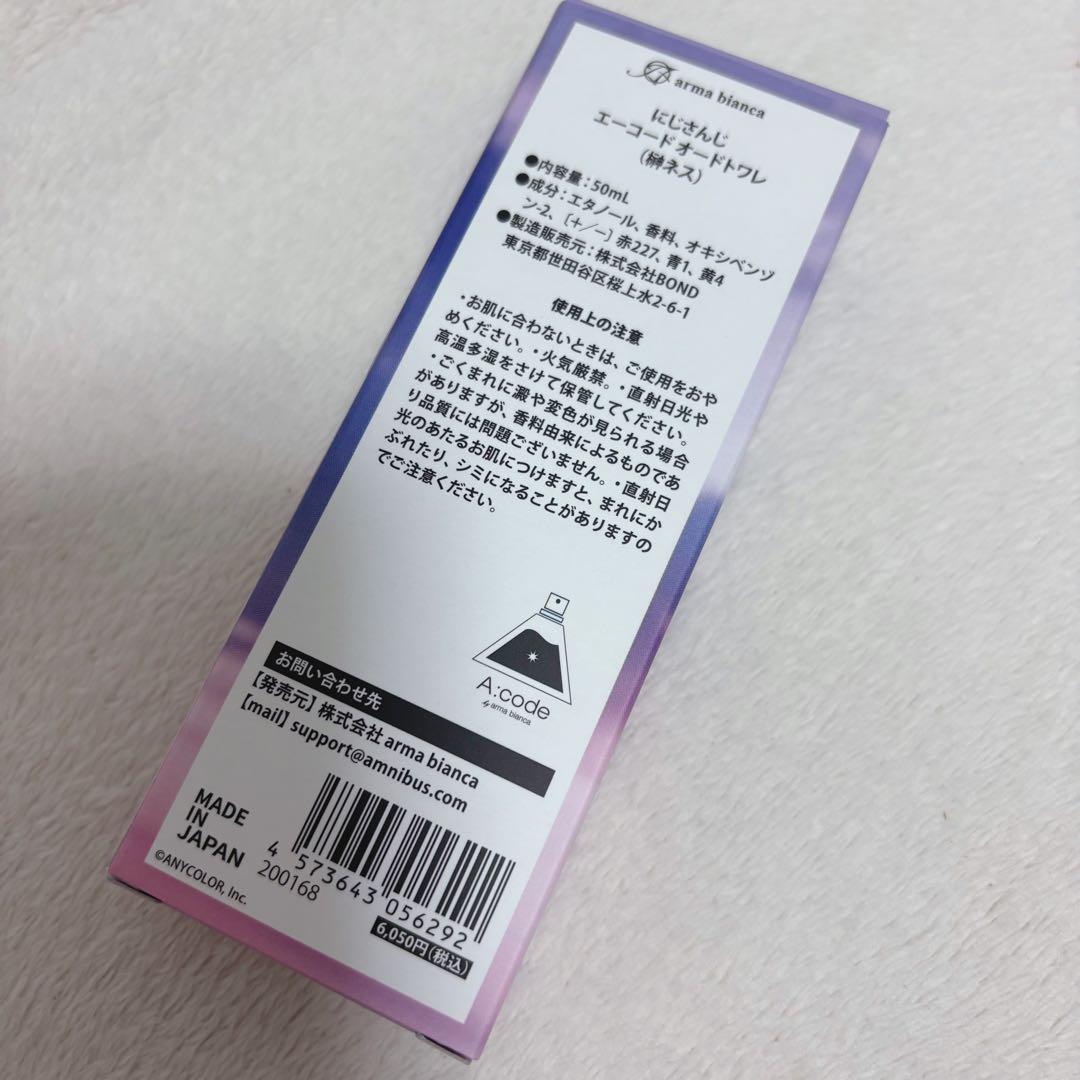 arma bianca
にじさんじ
エーコード オードトワレ
（榊ネス）
●内容量：50mL
●成分：エタノール、香料、オキシベンゾ
ン-2、〔+／−〕赤227、青1、黄4
●製造販売元：株式会社BOND
東京都世田谷区桜上水2-6-1
使用上の注意
・お肌に合わないときは、ご使用をおや
めください。・火気厳禁。・直射日光や
高温多湿をさけて保管してください。
・ごくまれに澱や変色が見られる場合
がありますが、香料由来によるものであ
り品質には問題ございません。・直射日
光のあたるお肌につけますと、まれにか
ぶれたり、シミになることがありますの
でご注意ください。
A:code
by arma bianca
お問い合わせ先
【発売元】株式会社 arma bianca
【mail】support@amnibus.com
MADE
IN
JAPAN
©ANYCOLOR, Inc.
4 573643 056292
200168
6,050円（税込）